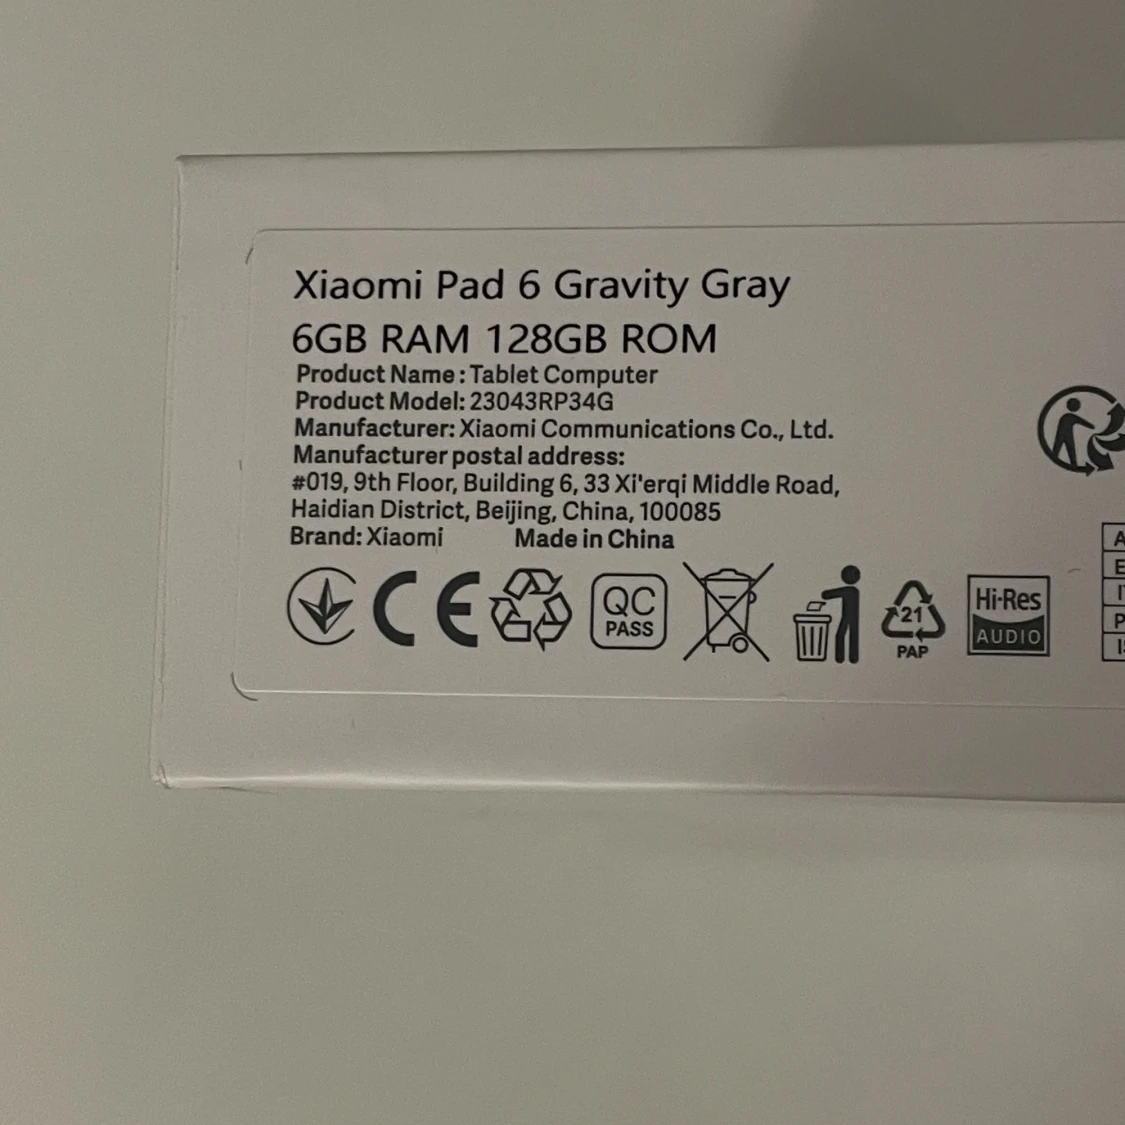 Xiaomi Pad 6 Gravity Gray
6GB RAM 128GB ROM
Product Name: Tablet Computer
Product Model: 23043RP34G
Manufacturer: Xiaomi Communications Co., Ltd.
Manufacturer postal address:
#019, 9th Floor, Building 6, 33 Xi'erqi Middle Road,
Haidian District, Beijing, China, 100085
Brand: Xiaomi Made in China
CE
QC
PASS
21
PAP
Hi-Res
AUDIO